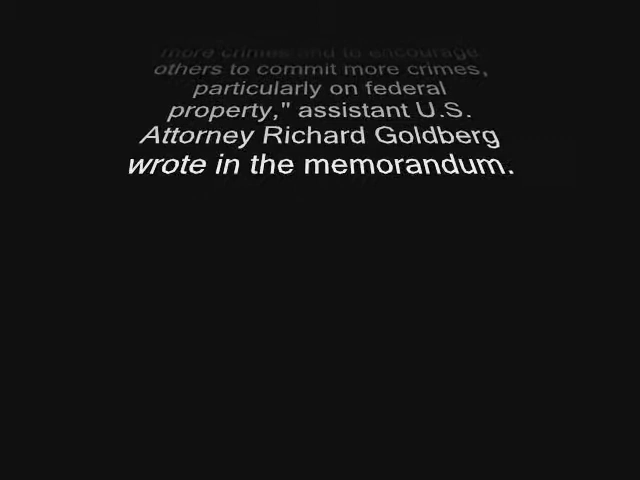 more crimes and to encourage
others to commit more crimes,
particularly on federal
property," assistant U.S.
Attorney Richard Goldberg
wrote in the memorandum.